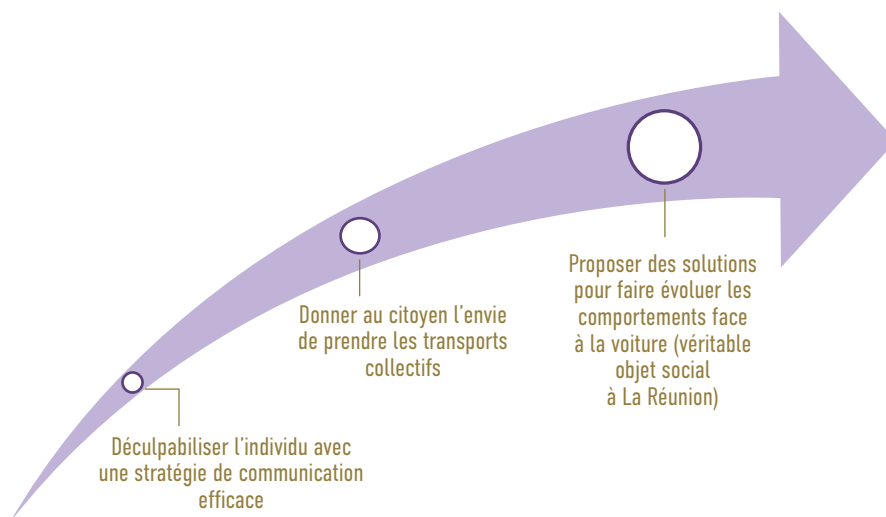 Déculpabiliser l'individu avec
une stratégie de communication
efficace
Donner au citoyen l'envie
de prendre les transports
collectifs
Proposer des solutions
pour faire évoluer les
comportements face
à la voiture (véritable
objet social
à La Réunion)